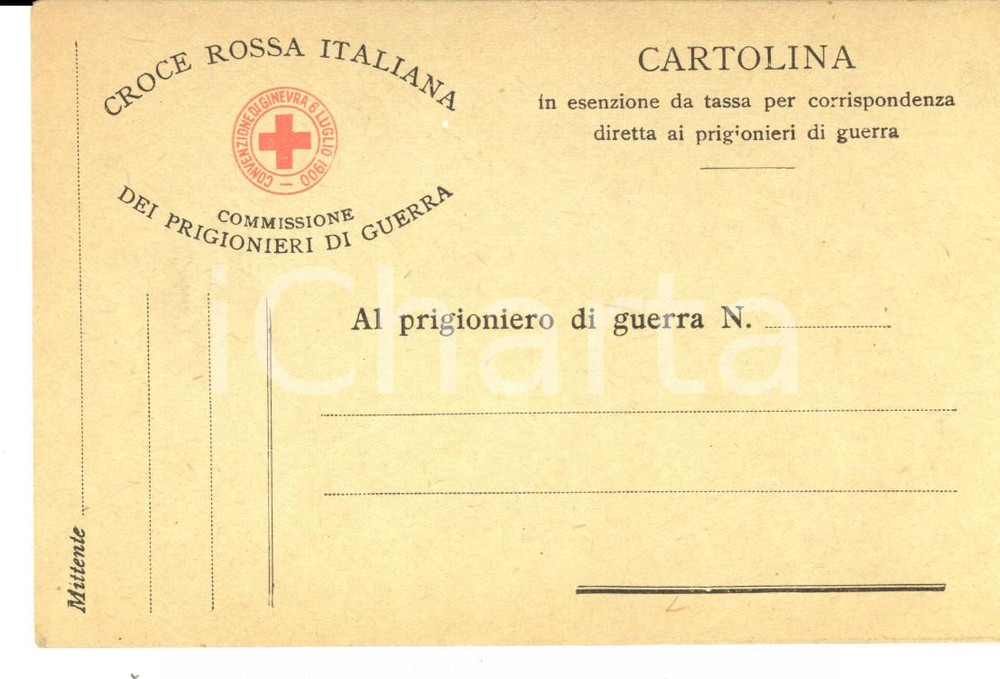 CROCE ROSSA ITALIANA
CONVENZIONE DI GINEVRA 6 LUGLIO 1900
COMMISSIONE
DEI PRIGIONIERI DI GUERRA
CARTOLINA
in esenzione da tassa per corrispondenza
diretta ai prigionieri di guerra
Al prigioniero di guerra N.
Mittente
iCharta